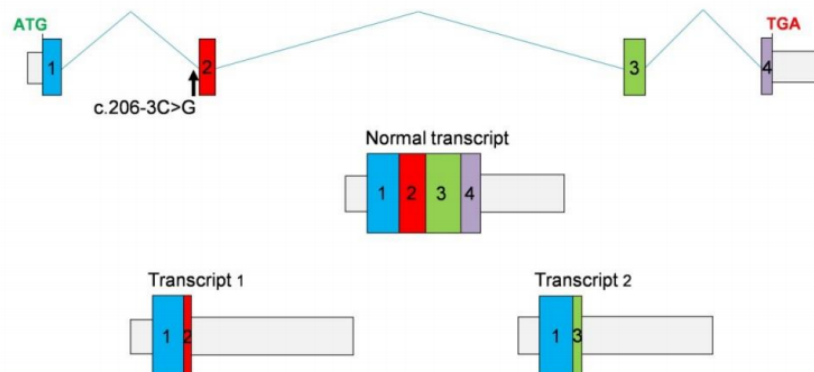 ATG TGA
1 2 3 4
c.206-3C>G
Normal transcript
1 2 3 4
Transcript 1 Transcript 2
1 2 1 3